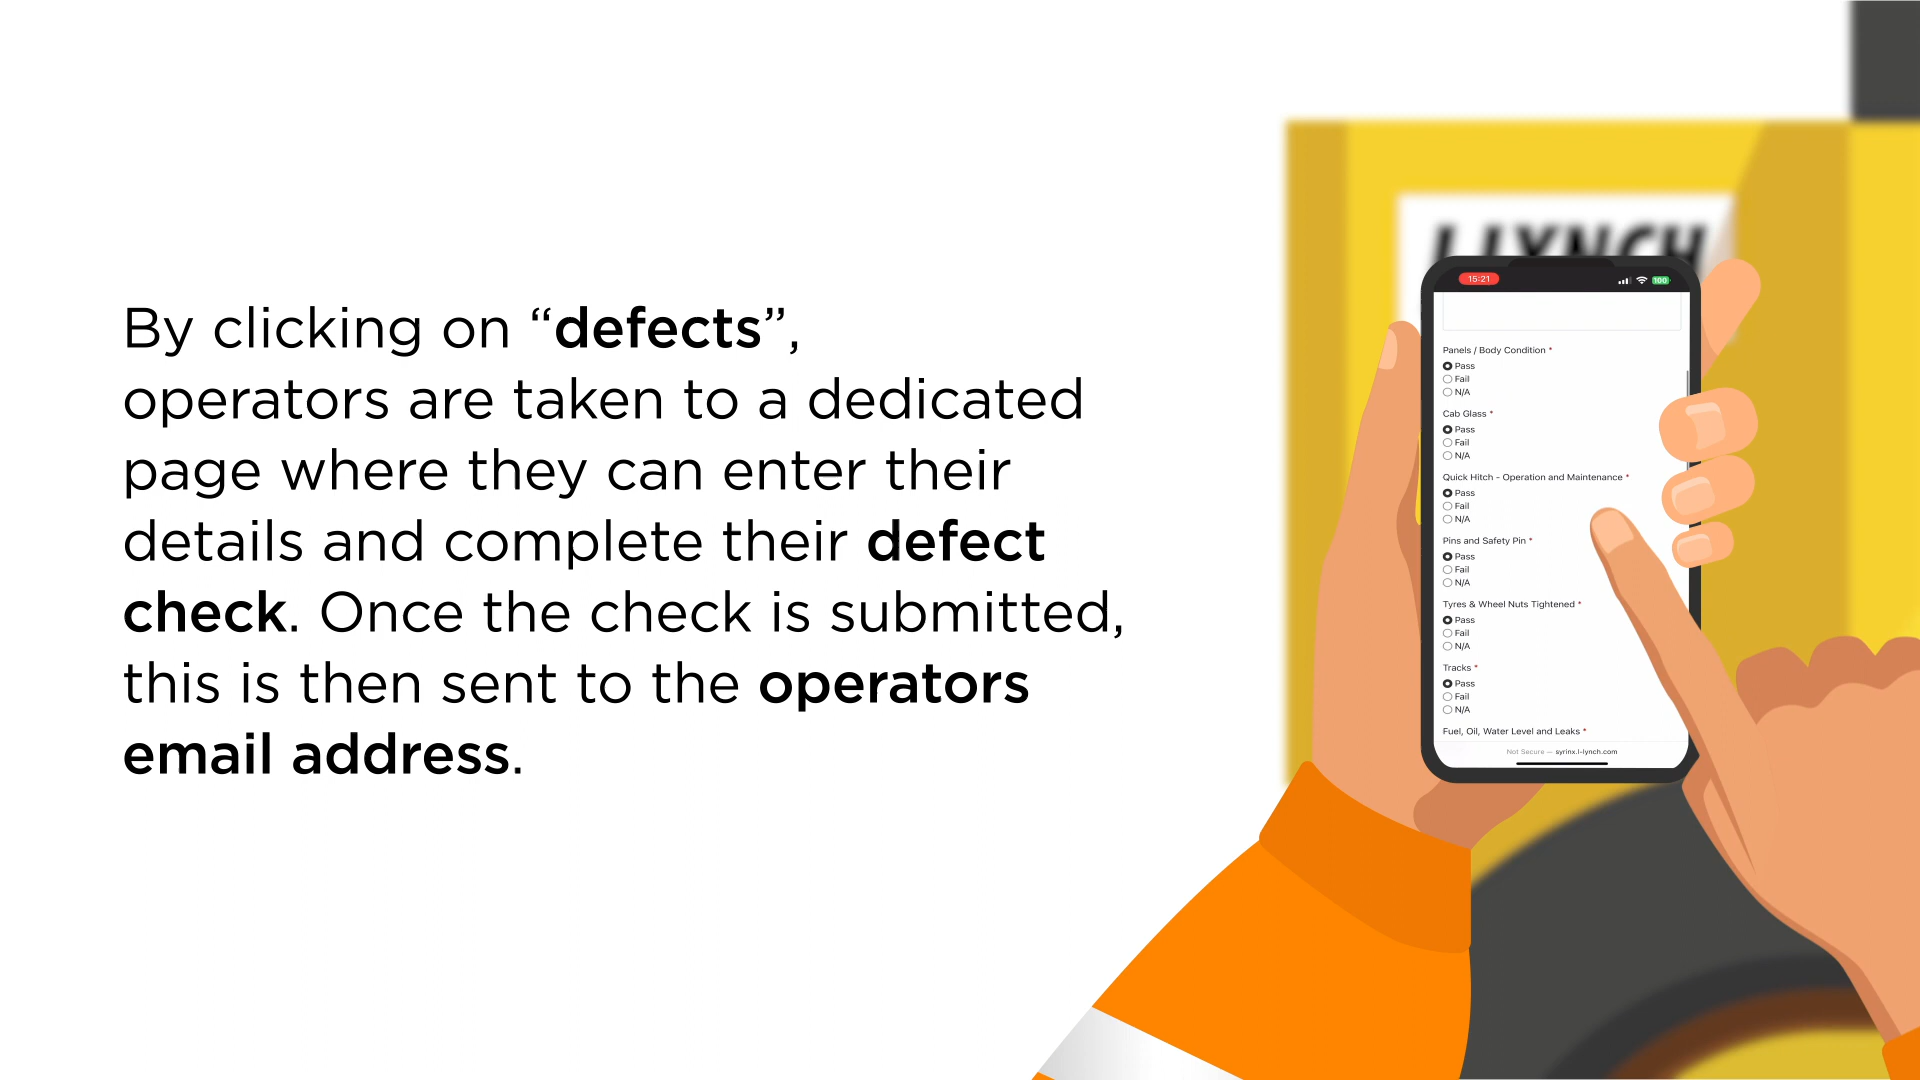 By clicking on “defects”,
operators are taken to a dedicated
page where they can enter their
details and complete their defect
check. Once the check is submitted,
this is then sent to the operators
email address.
L LYNCH
15:21
100
Panels / Body Condition *
Pass
Fail
N/A
Cab Glass *
Pass
Fail
N/A
Quick Hitch - Operation and Maintenance *
Pass
Fail
N/A
Pins and Safety Pin *
Pass
Fail
N/A
Tyres & Wheel Nuts Tightened *
Pass
Fail
N/A
Tracks *
Pass
Fail
N/A
Fuel, Oil, Water Level and Leaks *
Not Secure — syrinx.l-lynch.com